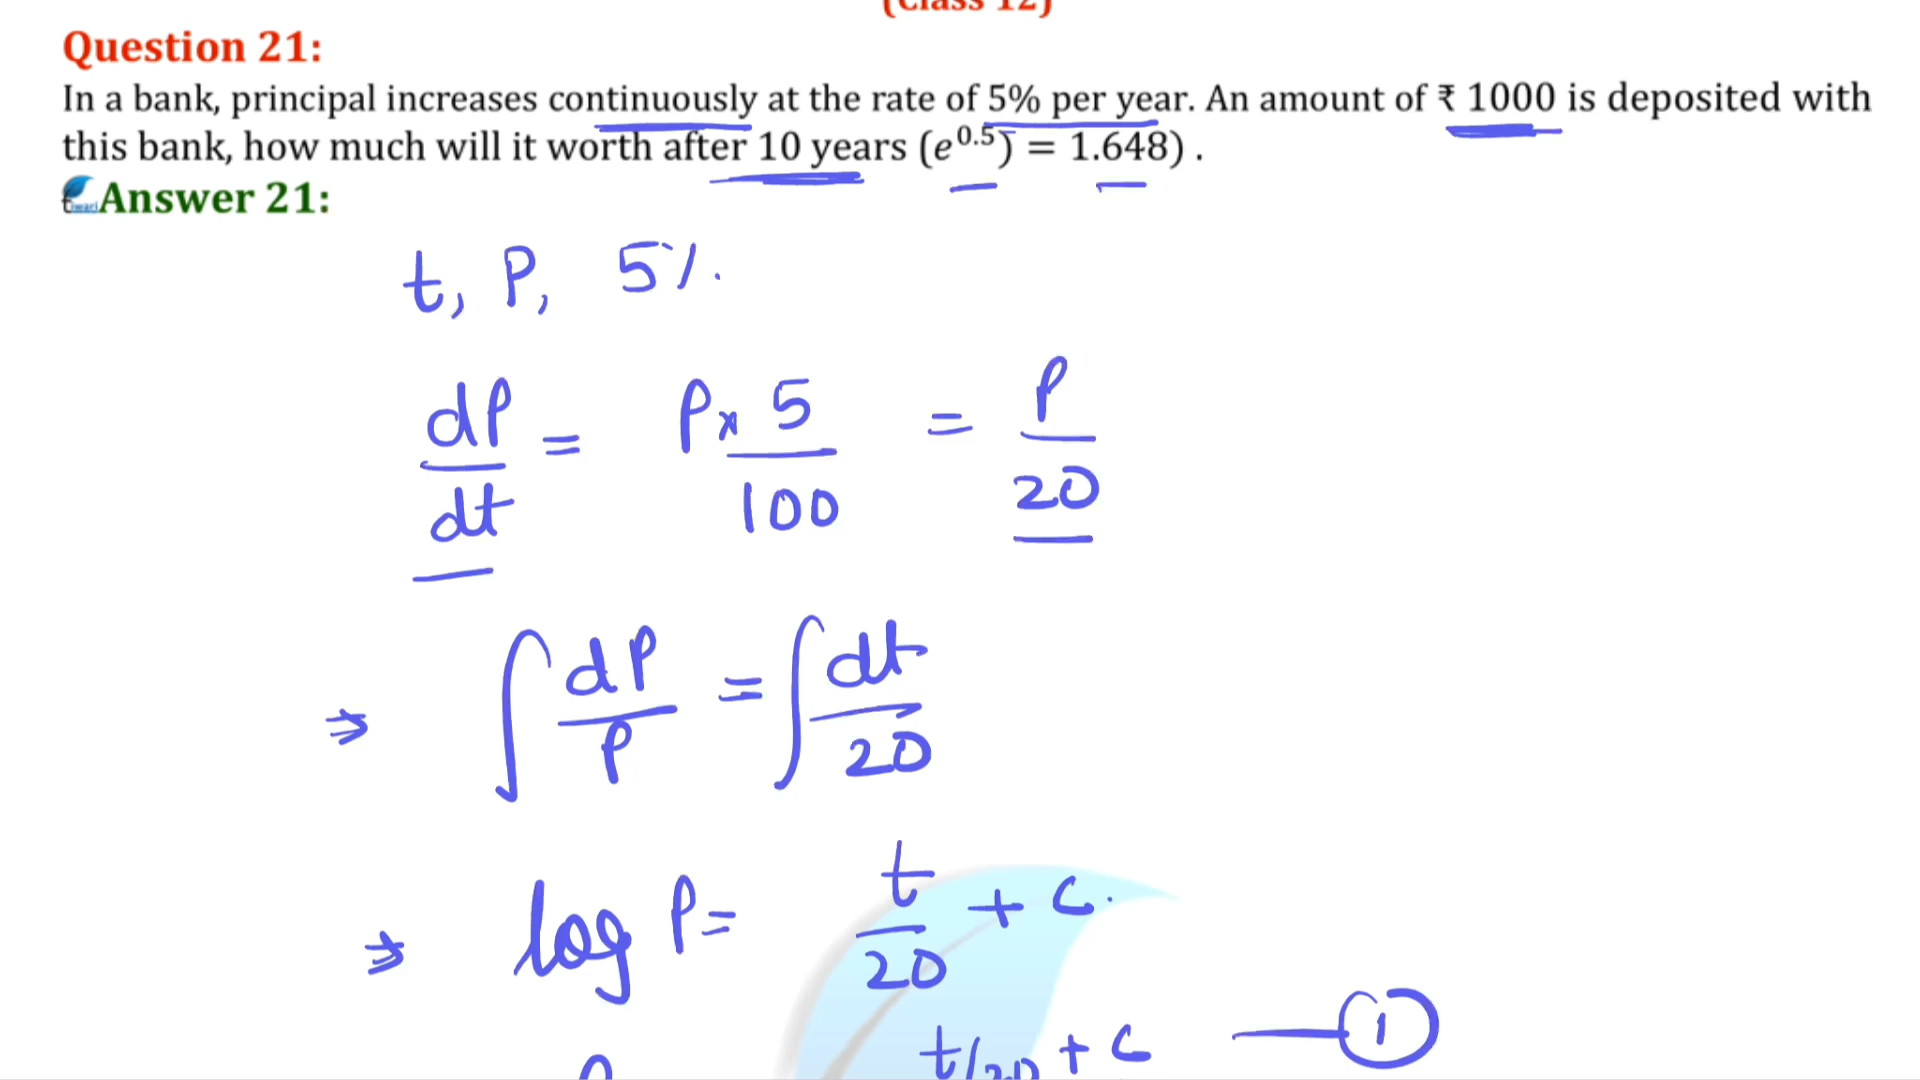 (Class 12)
Question 21:
In a bank, principal increases continuously at the rate of 5% per year. An amount of ₹ 1000 is deposited with
this bank, how much will it worth after 10 years (e^0.5) = 1.648) .
Answer 21:
t, P, 5%.
dP/dt = P × 5/100 = P/20
⇒ ∫ dP/P = ∫ dt/20
⇒ log P = t/20 + C.
t/20 + C —①